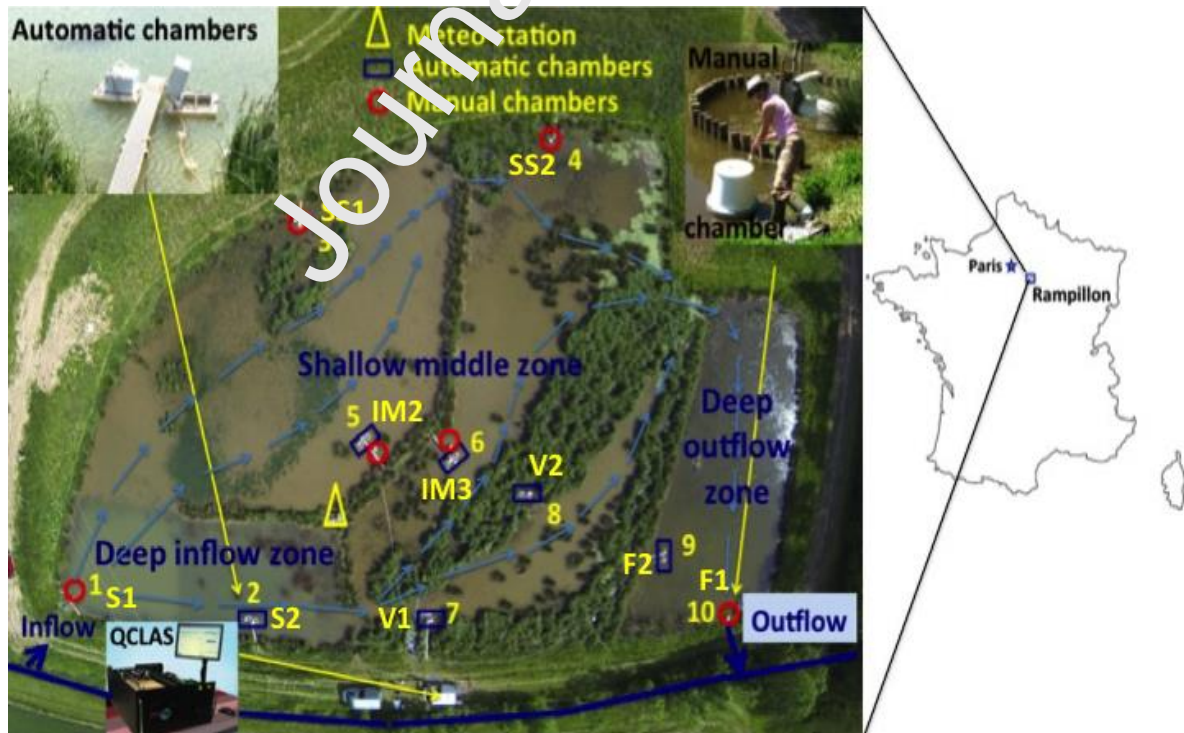 Automatic chambers
Journa
Meteo station
Automatic chambers
Manual chambers
Manual
chamber
SS2 4
SS1
3
Paris
Rampillon
Shallow middle zone
5 IM2
6
IM3
V2
8
Deep
outflow
zone
Deep inflow zone
F2 9
F1
10
1 S1
2
S2
V1 7
Inflow
Outflow
QCLAS